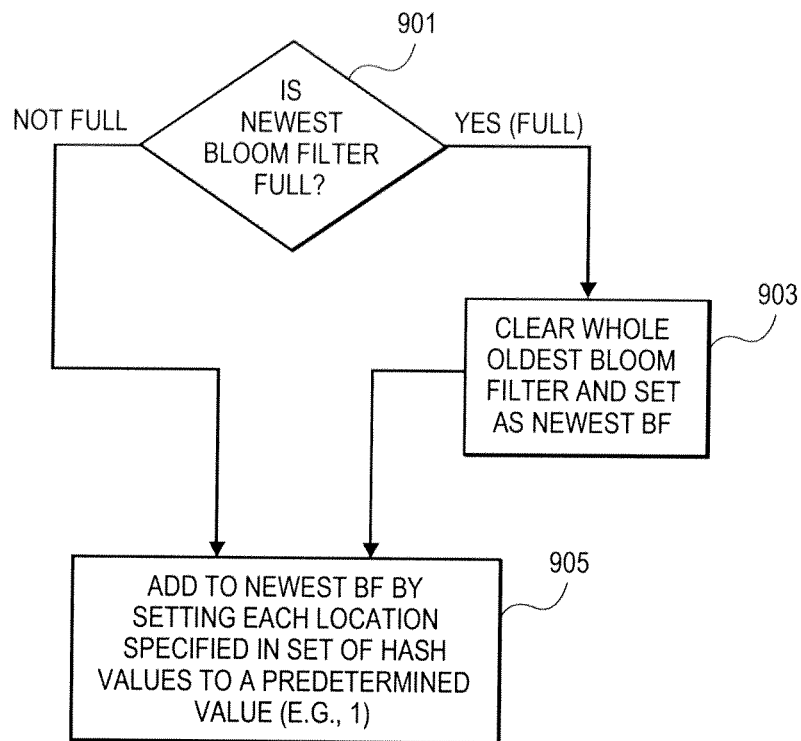 901
IS
NEWEST
BLOOM FILTER
FULL?
NOT FULL
YES (FULL)
903
CLEAR WHOLE
OLDEST BLOOM
FILTER AND SET
AS NEWEST BF
905
ADD TO NEWEST BF BY
SETTING EACH LOCATION
SPECIFIED IN SET OF HASH
VALUES TO A PREDETERMINED
VALUE (E.G., 1)